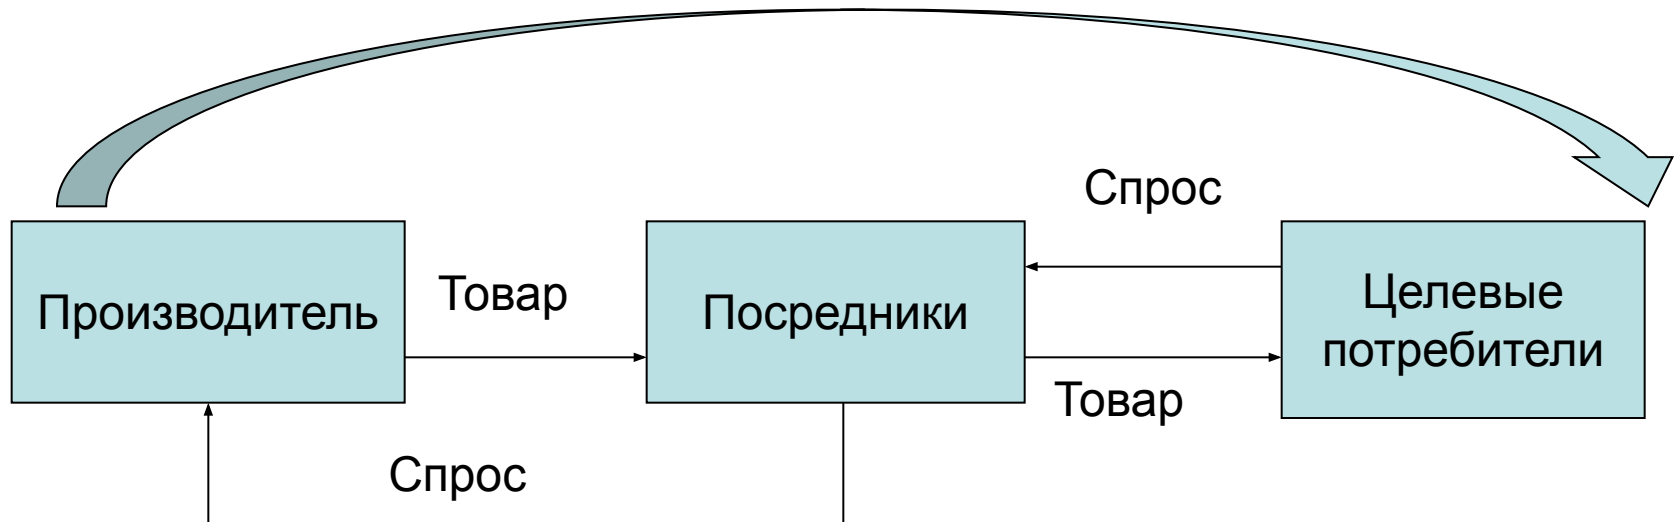 Спрос
Производитель
Товар
Посредники
Целевые
потребители
Товар
Спрос